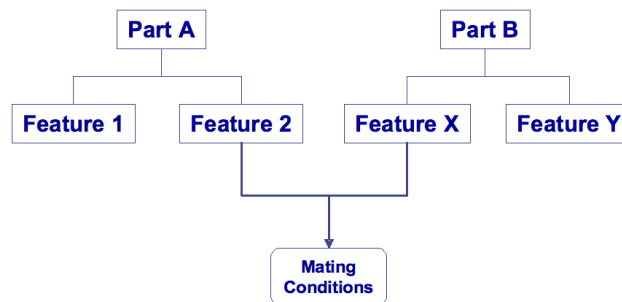 Part A
Part B
Feature 1
Feature 2
Feature X
Feature Y
Mating
Conditions